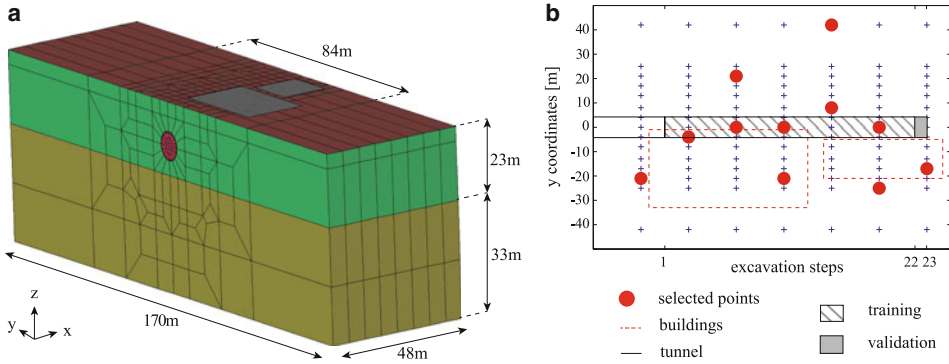 a
84m
23m
33m
z
y
x
170m
48m
b
y coordinates [m]
40
30
20
10
0
-10
-20
-30
-40
1
22 23
excavation steps
selected points
buildings
tunnel
training
validation